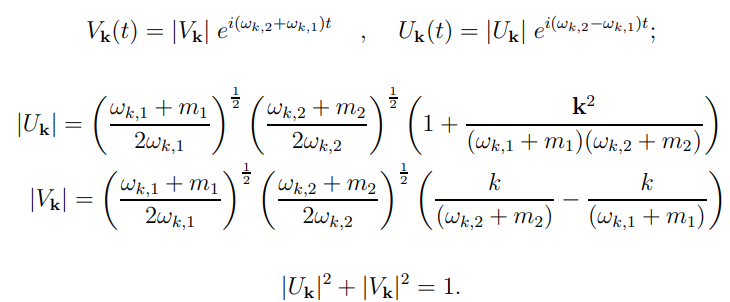 V_𝐤(t) = |V_𝐤| e^{i(ω_{k,2}+ω_{k,1})t} , U_𝐤(t) = |U_𝐤| e^{i(ω_{k,2}−ω_{k,1})t};
|U_𝐤| = ((ω_{k,1} + m_1)/(2ω_{k,1}))^{1/2} ((ω_{k,2} + m_2)/(2ω_{k,2}))^{1/2} (1 + 𝐤^2/((ω_{k,1} + m_1)(ω_{k,2} + m_2)))
|V_𝐤| = ((ω_{k,1} + m_1)/(2ω_{k,1}))^{1/2} ((ω_{k,2} + m_2)/(2ω_{k,2}))^{1/2} (k/(ω_{k,2} + m_2) − k/(ω_{k,1} + m_1))
|U_𝐤|^2 + |V_𝐤|^2 = 1.